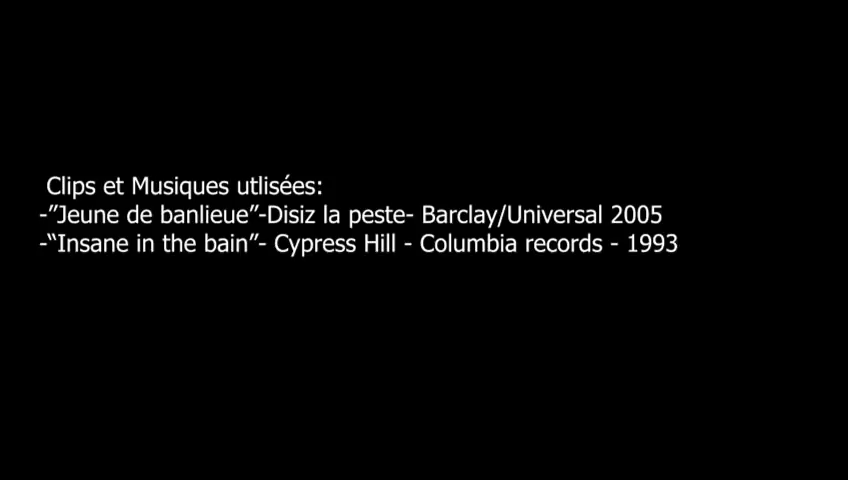 Clips et Musiques utlisées:
-”Jeune de banlieue”-Disiz la peste- Barclay/Universal 2005
-“Insane in the bain”- Cypress Hill - Columbia records - 1993